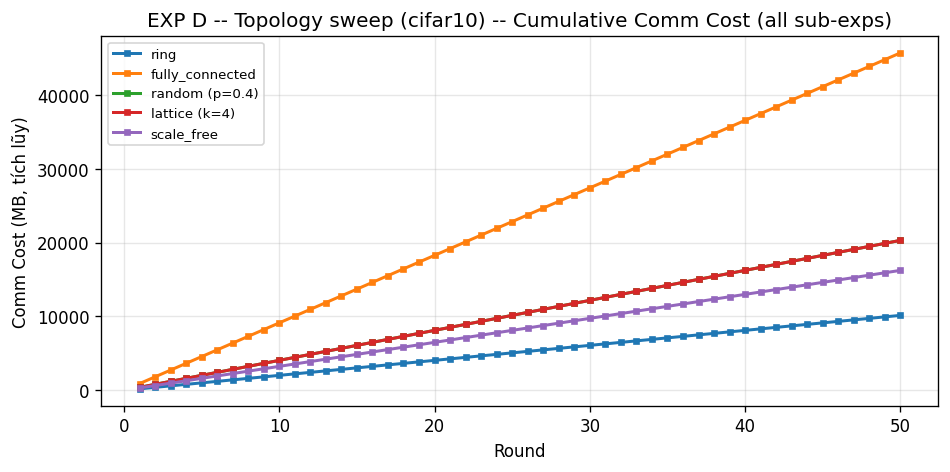 EXP D -- Topology sweep (cifar10) -- Cumulative Comm Cost (all sub-exps)
ring
fully_connected
random (p=0.4)
lattice (k=4)
scale_free
Comm Cost (MB, tích lũy)
40000
30000
20000
10000
0
0 10 20 30 40 50
Round